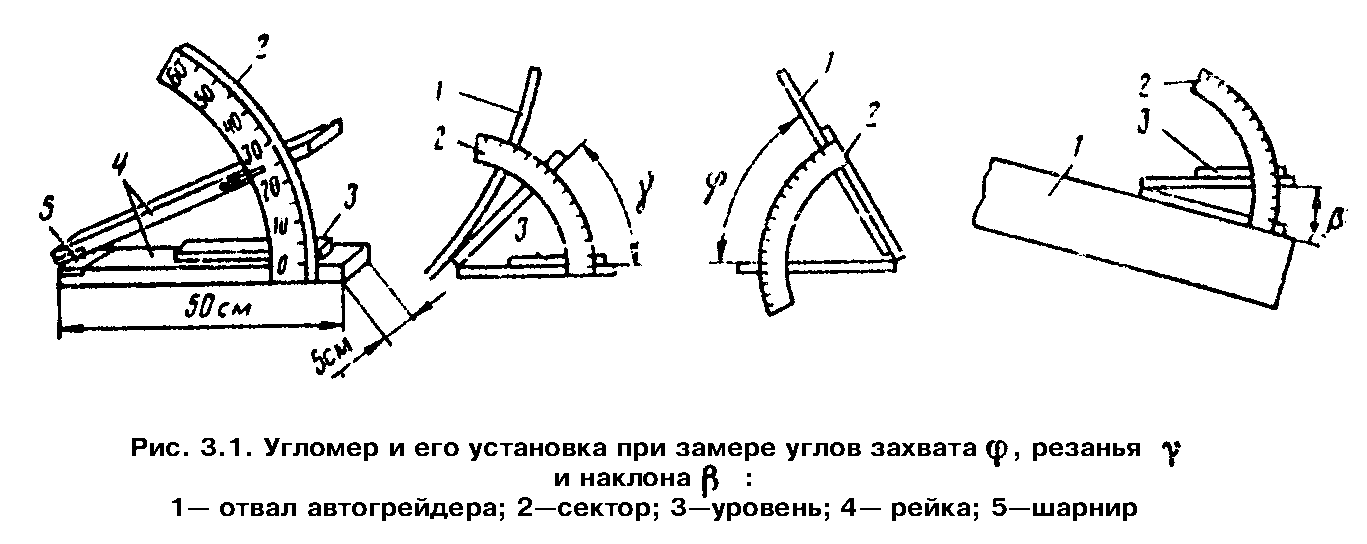 2
60
50
40
30
20
10
0
4
5
3
50 см
5см
1
2
3
γ
1
2
φ
1
2
3
β
Рис. 3.1. Угломер и его установка при замере углов захвата φ, резанья γ
и наклона β :
1— отвал автогрейдера; 2—сектор; 3—уровень; 4— рейка; 5—шарнир